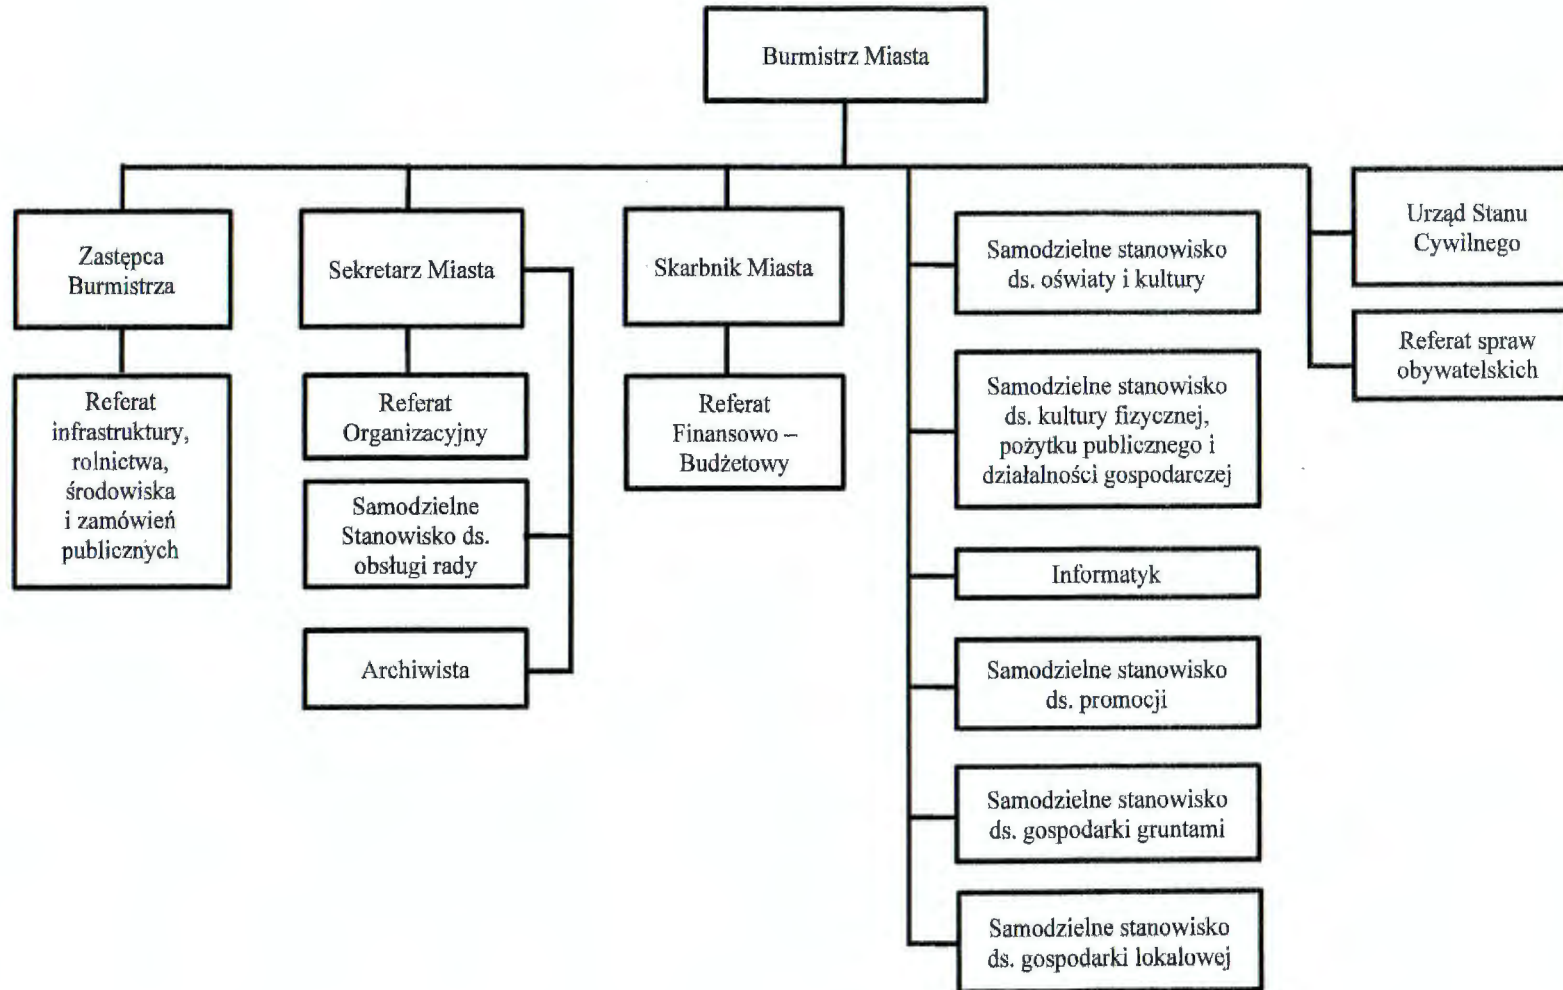 Burmistrz Miasta
Zastępca
Burmistrza
Sekretarz Miasta
Skarbnik Miasta
Samodzielne stanowisko
ds. oświaty i kultury
Urząd Stanu
Cywilnego
Referat
infrastruktury,
rolnictwa,
środowiska
i zamówień
publicznych
Referat
Organizacyjny
Referat
Finansowo –
Budżetowy
Samodzielne stanowisko
ds. kultury fizycznej,
pożytku publicznego i
działalności gospodarczej
Referat spraw
obywatelskich
Samodzielne
Stanowisko ds.
obsługi rady
Informatyk
Archiwista
Samodzielne stanowisko
ds. promocji
Samodzielne stanowisko
ds. gospodarki gruntami
Samodzielne stanowisko
ds. gospodarki lokalowej